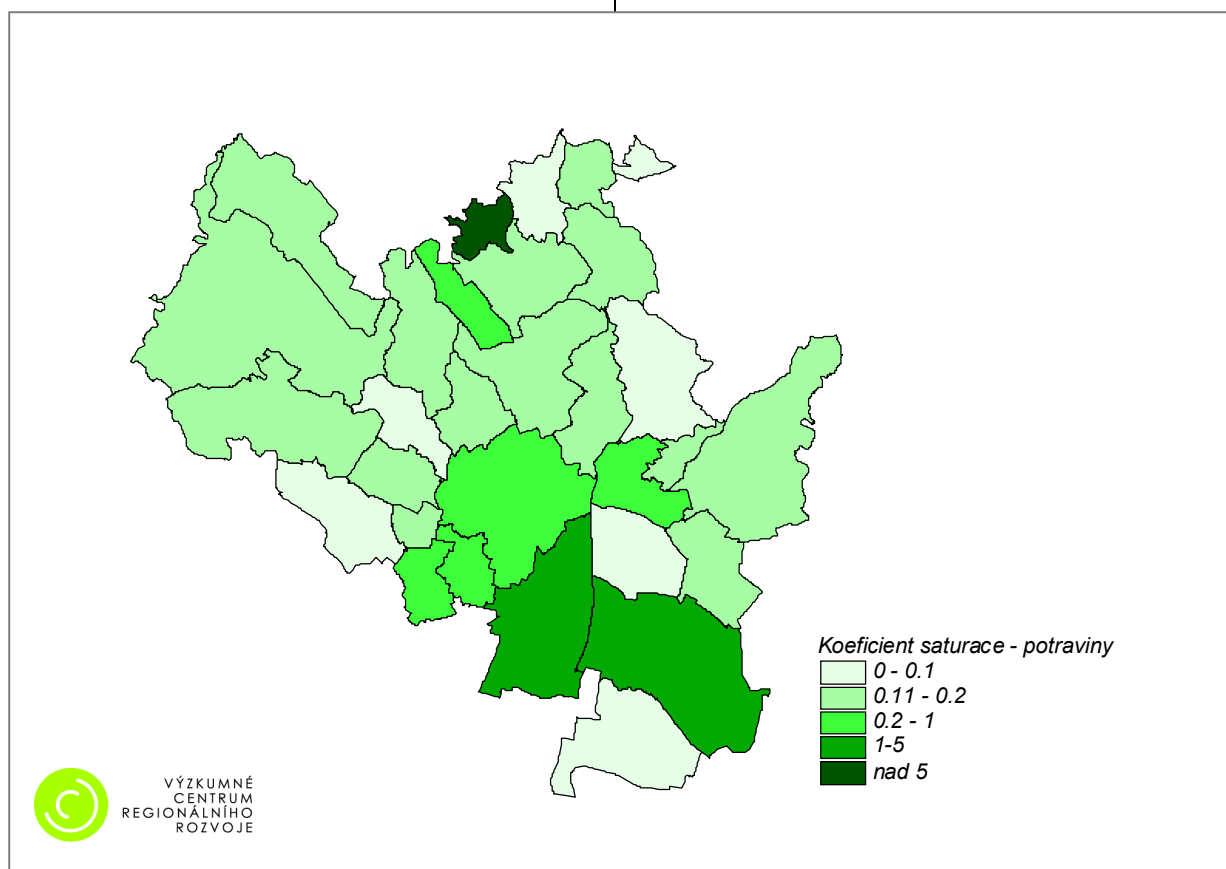 Koeficient saturace - potraviny
0 - 0.1
0.11 - 0.2
0.2 - 1
1-5
nad 5
VÝZKUMNÉ
CENTRUM
REGIONÁLNÍHO
ROZVOJE